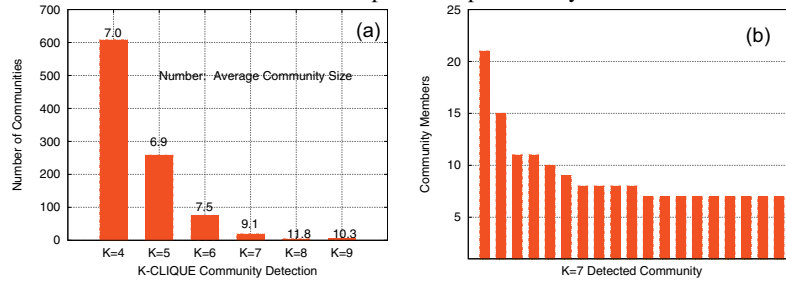 700
600
500
400
300
200
100
0
Number of Communities
7.0
6.9
7.5
9.1
11.8
10.3
(a)
Number: Average Community Size
K=4 K=5 K=6 K=7 K=8 K=9
K-CLIQUE Community Detection
25
20
15
10
5
Community Members
(b)
K=7 Detected Community